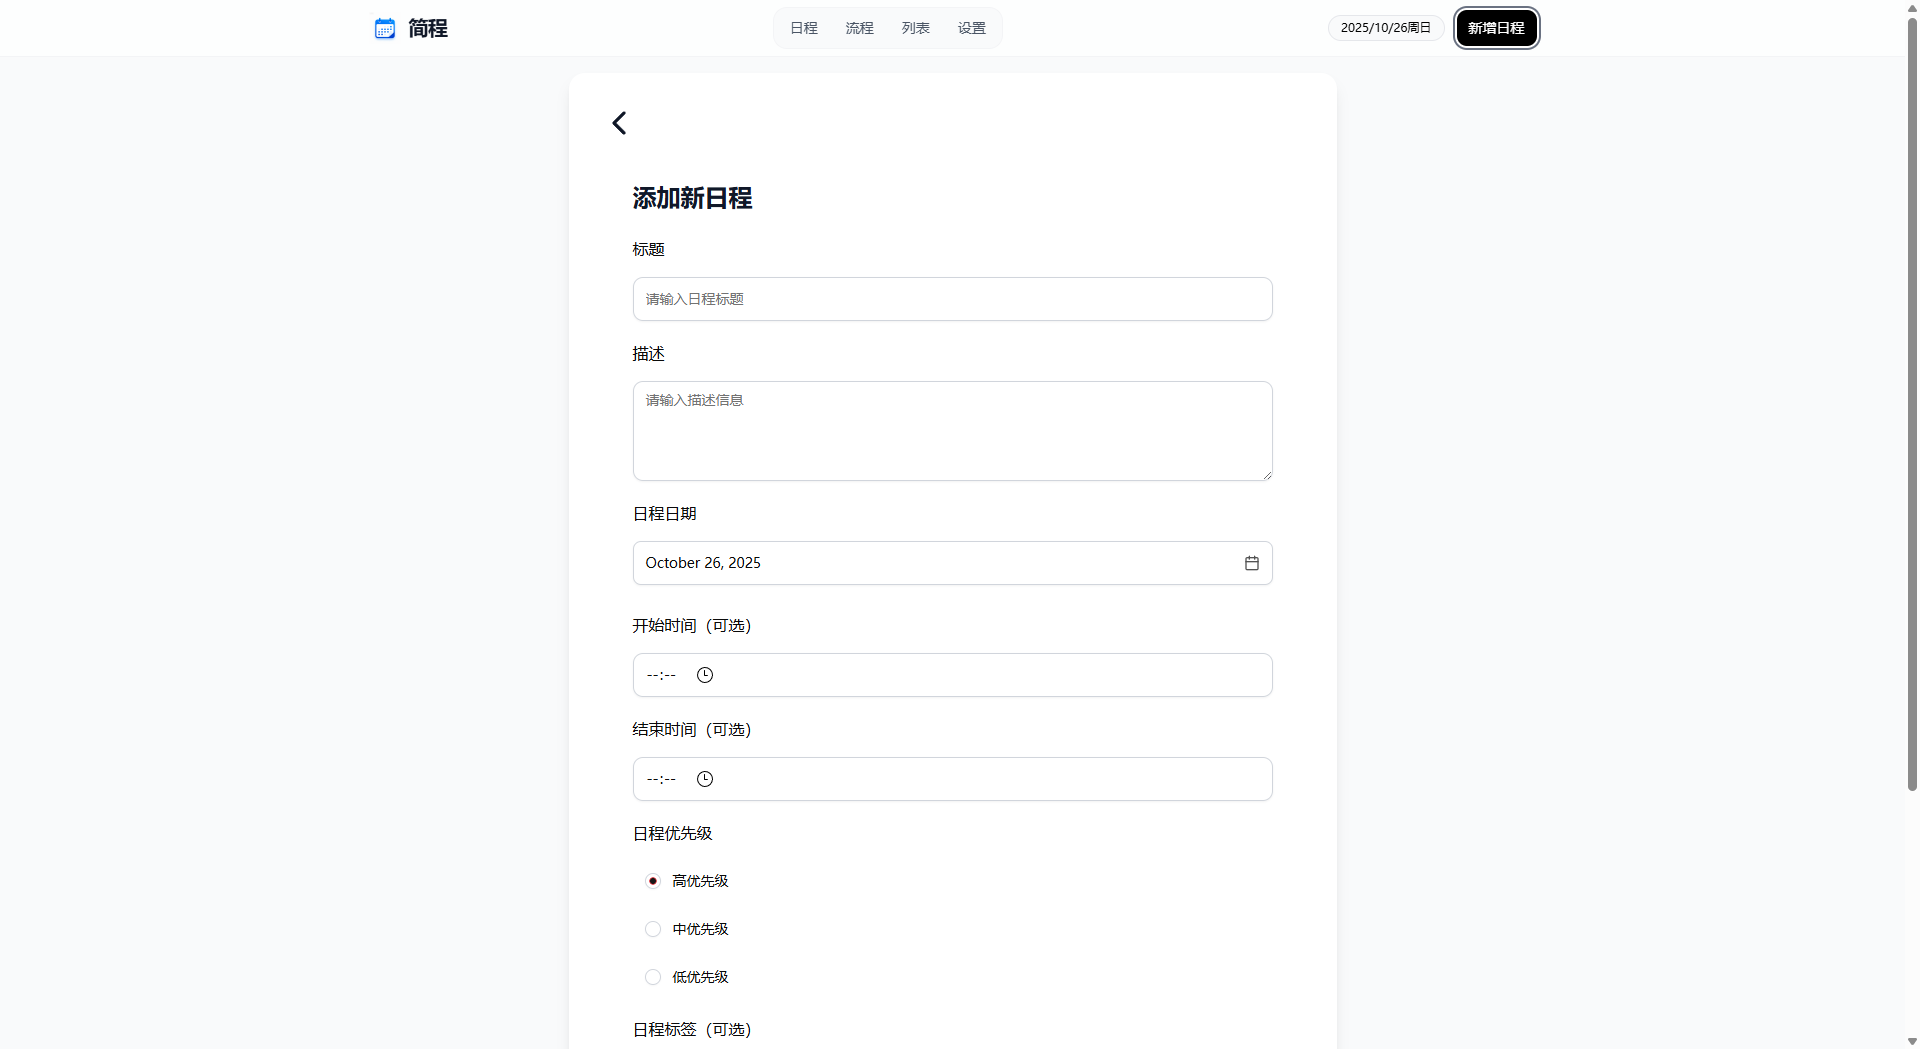 简程
日程 流程 列表 设置
2025/10/26周日
新增日程
添加新日程
标题
请输入日程标题
描述
请输入描述信息
日程日期
October 26, 2025
开始时间（可选）
--:--
结束时间（可选）
--:--
日程优先级
高优先级
中优先级
低优先级
日程标签（可选）